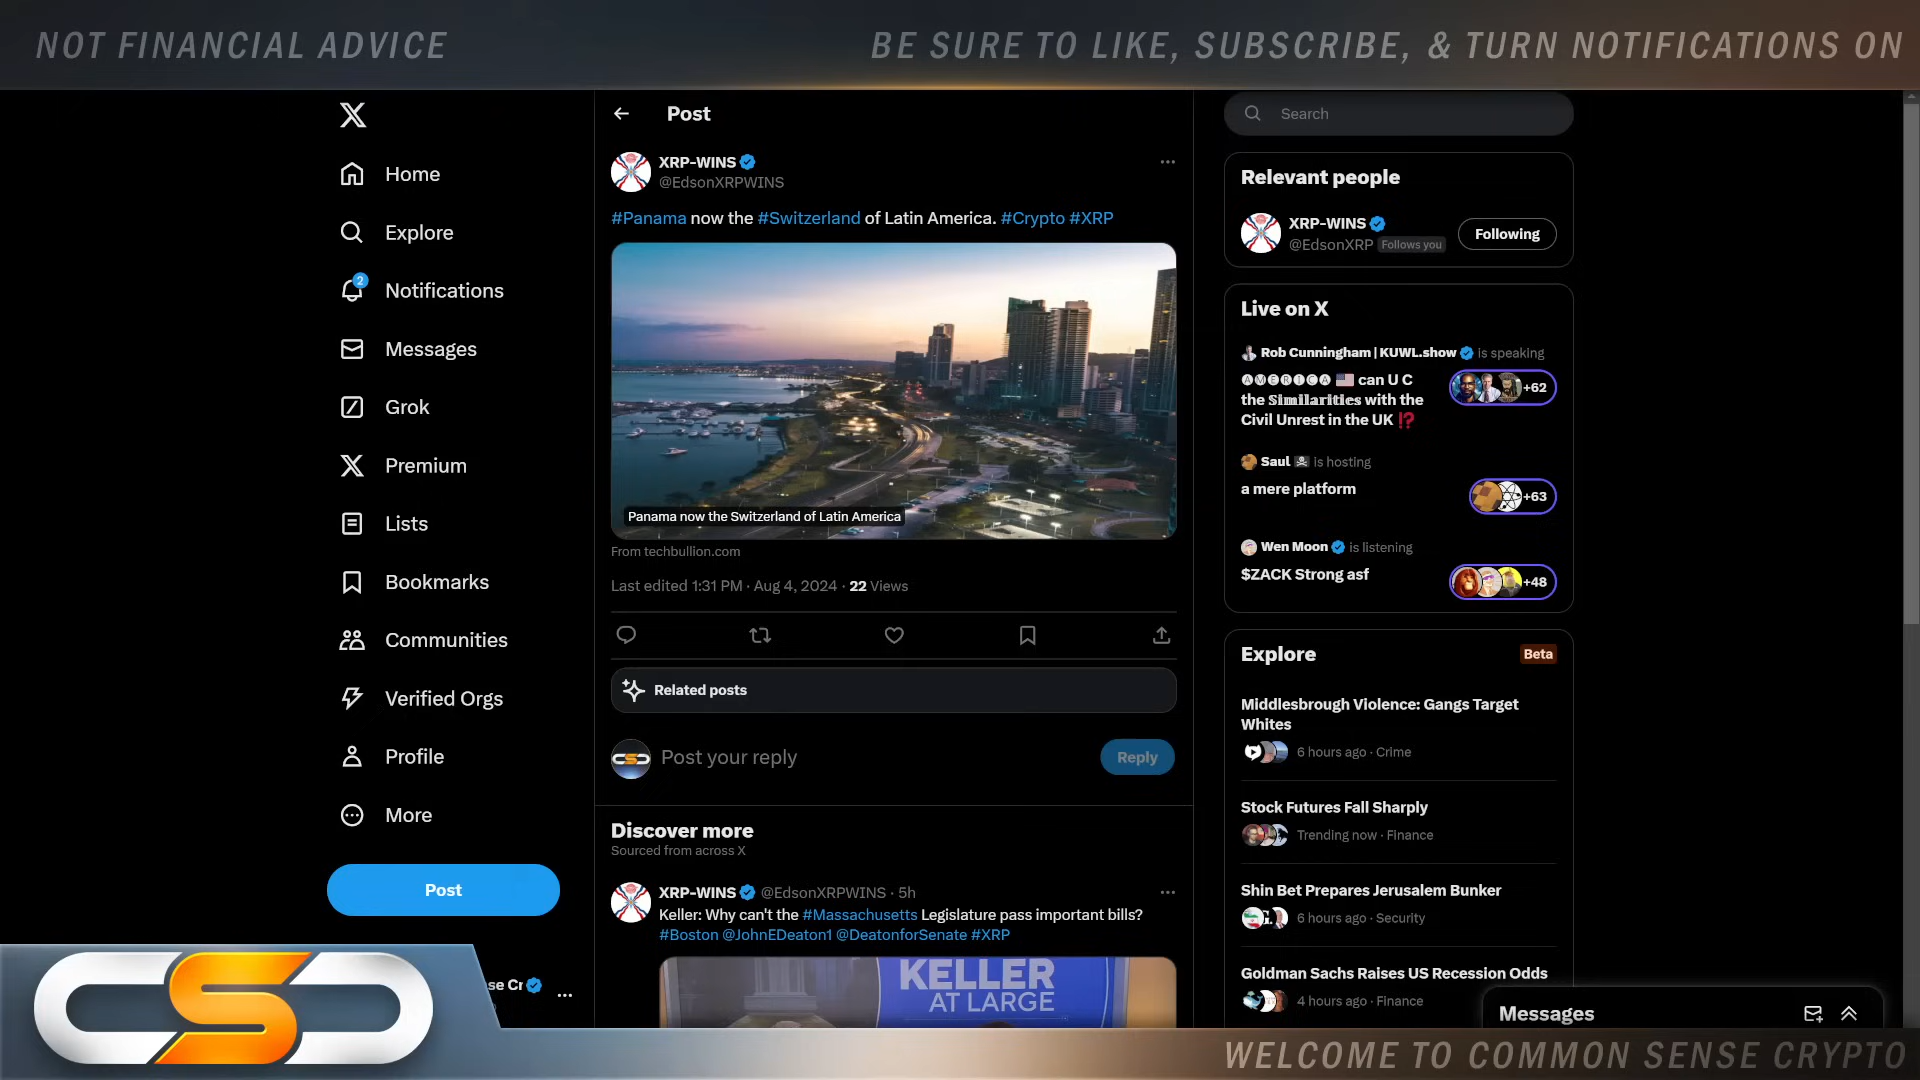 NOT FINANCIAL ADVICE
BE SURE TO LIKE, SUBSCRIBE, & TURN NOTIFICATIONS ON
Home
Explore
2
Notifications
Messages
Grok
Premium
Lists
Bookmarks
Communities
Verified Orgs
Profile
More
Post
se Cr
Post
XRP-WINS
@EdsonXRPWINS
#Panama now the #Switzerland of Latin America. #Crypto #XRP
Panama now the Switzerland of Latin America
From techbullion.com
Last edited 1:31 PM · Aug 4, 2024 · 22 Views
Related posts
Post your reply
Reply
Discover more
Sourced from across X
XRP-WINS @EdsonXRPWINS · 5h
Keller: Why can't the #Massachusetts Legislature pass important bills?
#Boston @JohnEDeaton1 @DeatonforSenate #XRP
KELLER
AT LARGE
Search
Relevant people
XRP-WINS
@EdsonXRP Follows you
Following
Live on X
Rob Cunningham | KUWL.show is speaking
🅐🅜🅔🅡🅘🅒🅐 🇺🇸 can U C
the 𝕊𝕚𝕞𝕚𝕝𝕒𝕣𝕚𝕥𝕚𝕖𝕤 with the
Civil Unrest in the UK ⁉
+62
Saul is hosting
a mere platform
+63
Wen Moon is listening
$ZACK Strong asf
+48
Explore
Beta
Middlesbrough Violence: Gangs Target
Whites
6 hours ago · Crime
Stock Futures Fall Sharply
Trending now · Finance
Shin Bet Prepares Jerusalem Bunker
6 hours ago · Security
Goldman Sachs Raises US Recession Odds
4 hours ago · Finance
Messages
CSC
WELCOME TO COMMON SENSE CRYPTO